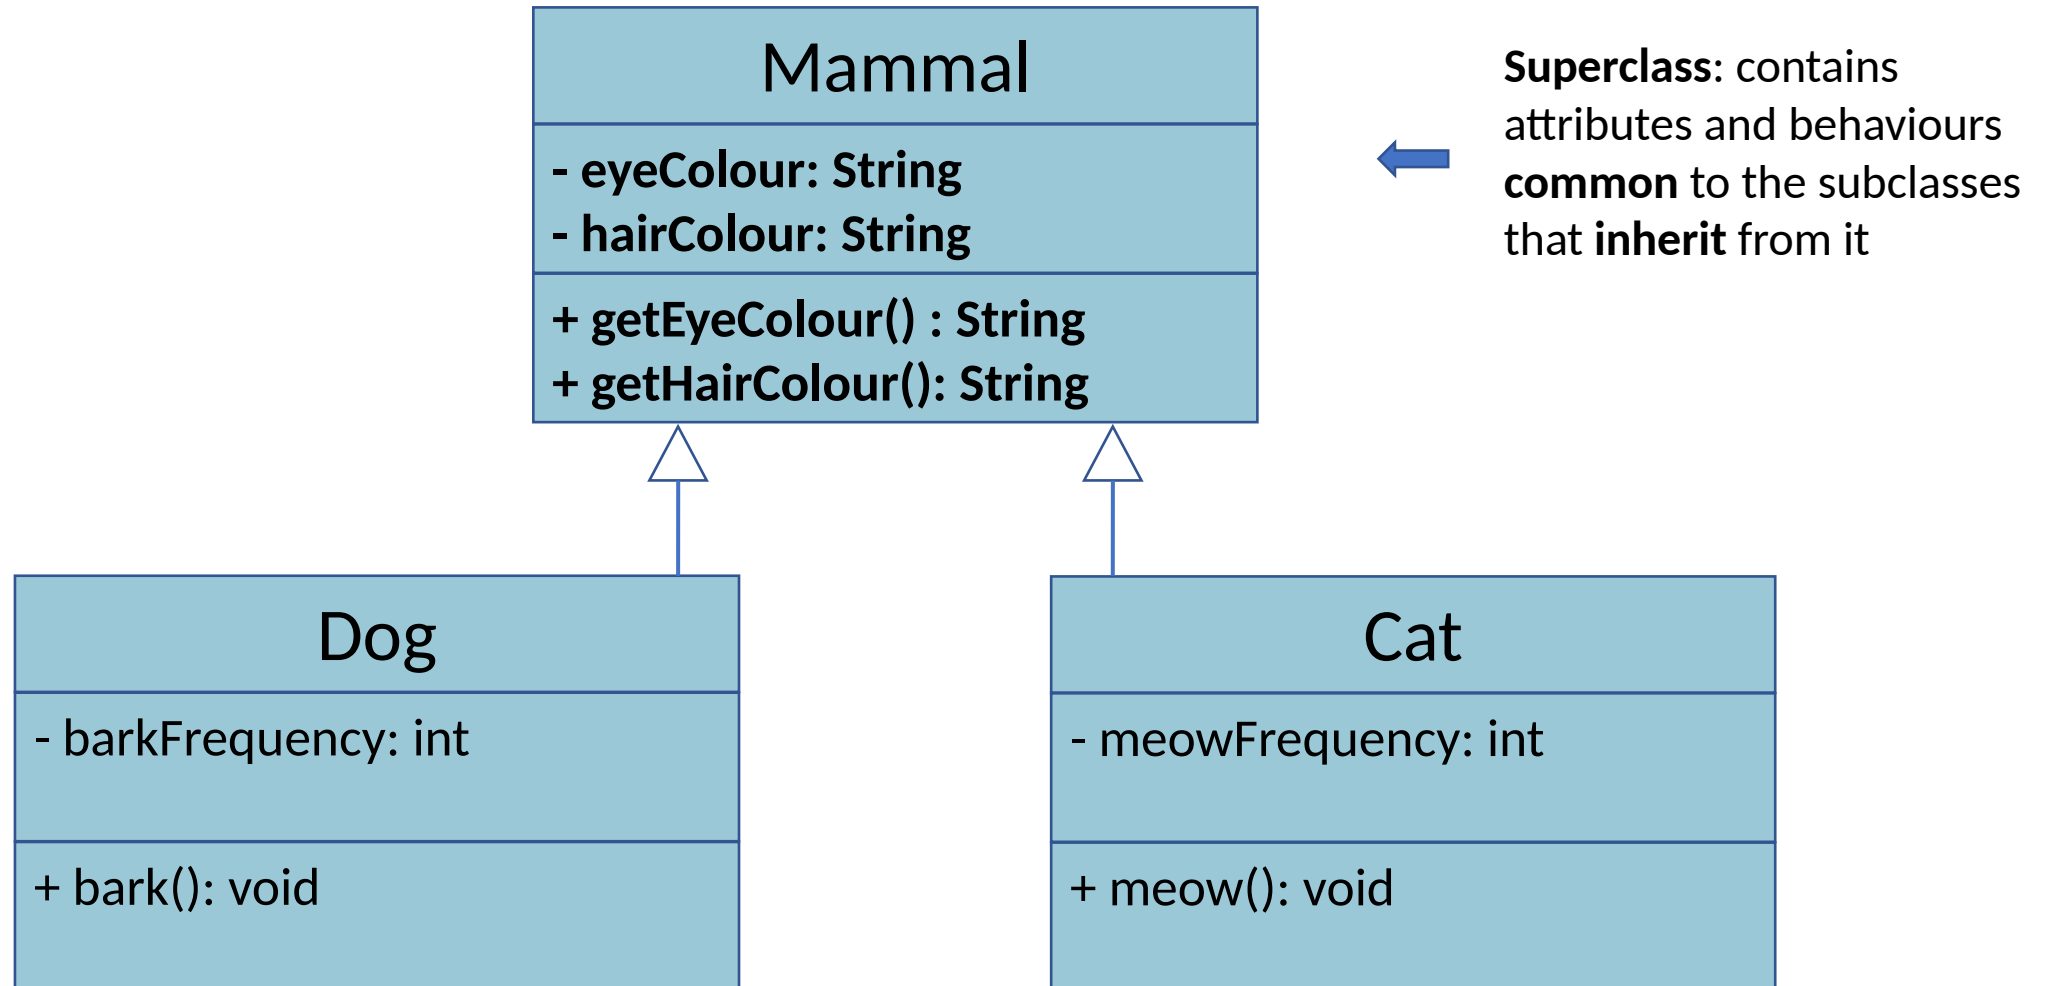 Mammal
- eyeColour: String
- hairColour: String
+ getEyeColour() : String
+ getHairColour(): String
Superclass: contains
attributes and behaviours
common to the subclasses
that inherit from it
Dog
- barkFrequency: int
+ bark(): void
Cat
- meowFrequency: int
+ meow(): void